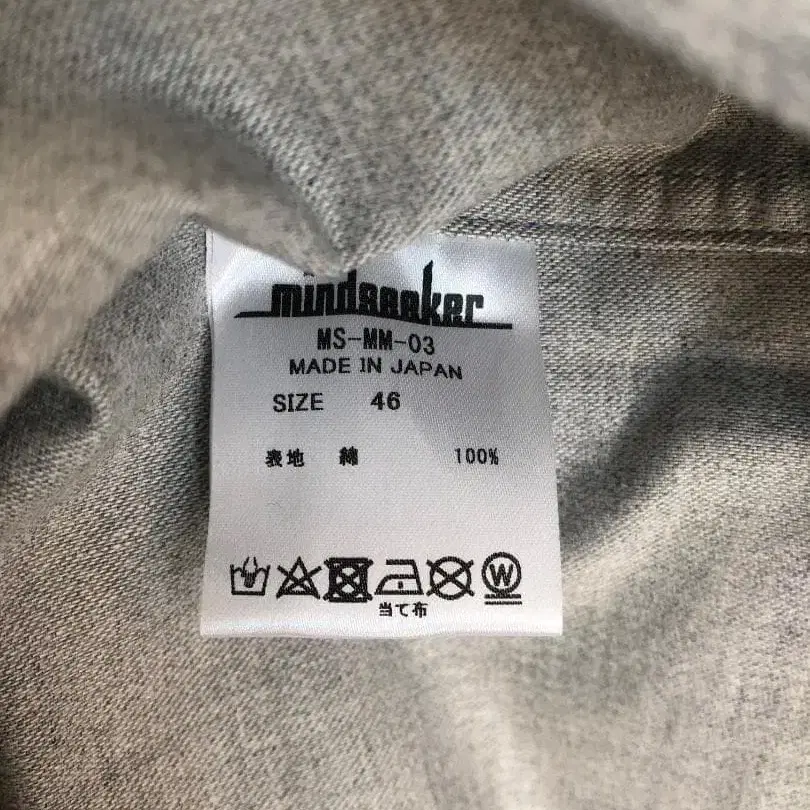 mindseeker
MS-MM-03
MADE IN JAPAN
SIZE 46
表地 綿 100%
当て布
W